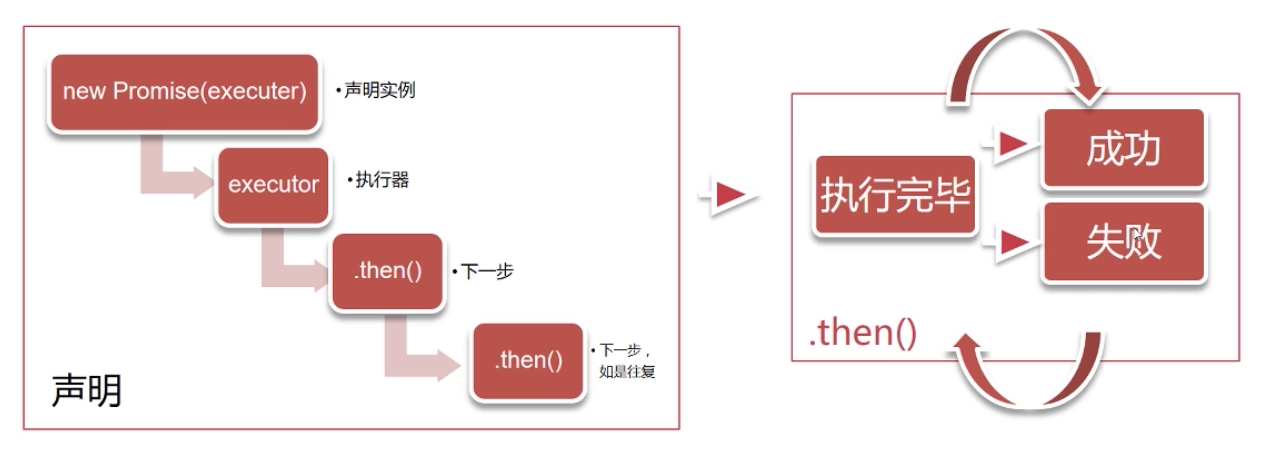 new Promise(executer)
•声明实例
executor
•执行器
.then()
•下一步
.then()
•下一步，
如是往复
声明
执行完毕
成功
失败
.then()